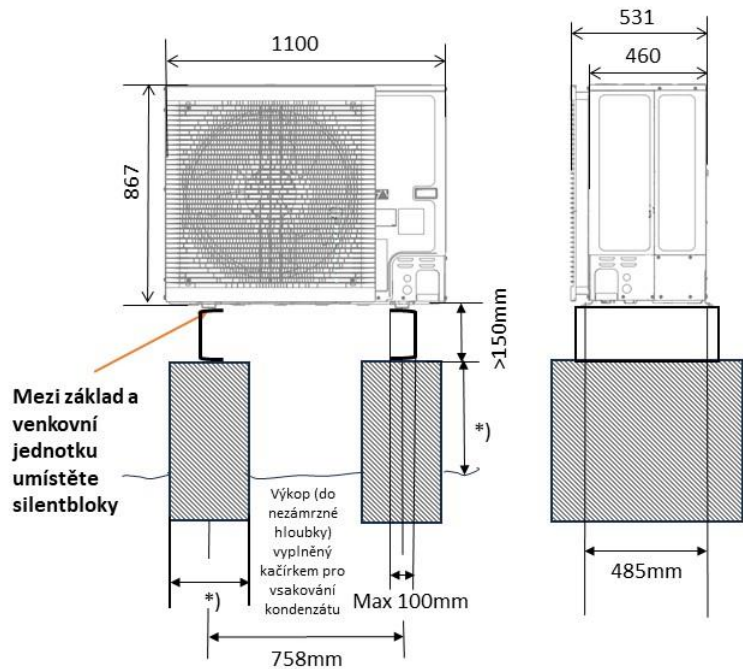 1100
531
460
867
>150mm
Mezi základ a
venkovní
jednotku
umístěte
silentbloky
*)
Výkop (do
nezámrzné
hloubky)
vyplněný
kačírkem pro
vsakování
kondenzátu
*)
Max 100mm
485mm
758mm